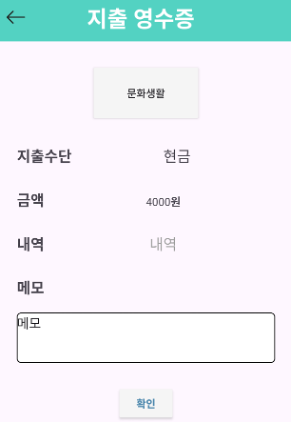 지출 영수증
문화생활
지출수단 현금
금액 4000원
내역 내역
메모
메모
확인